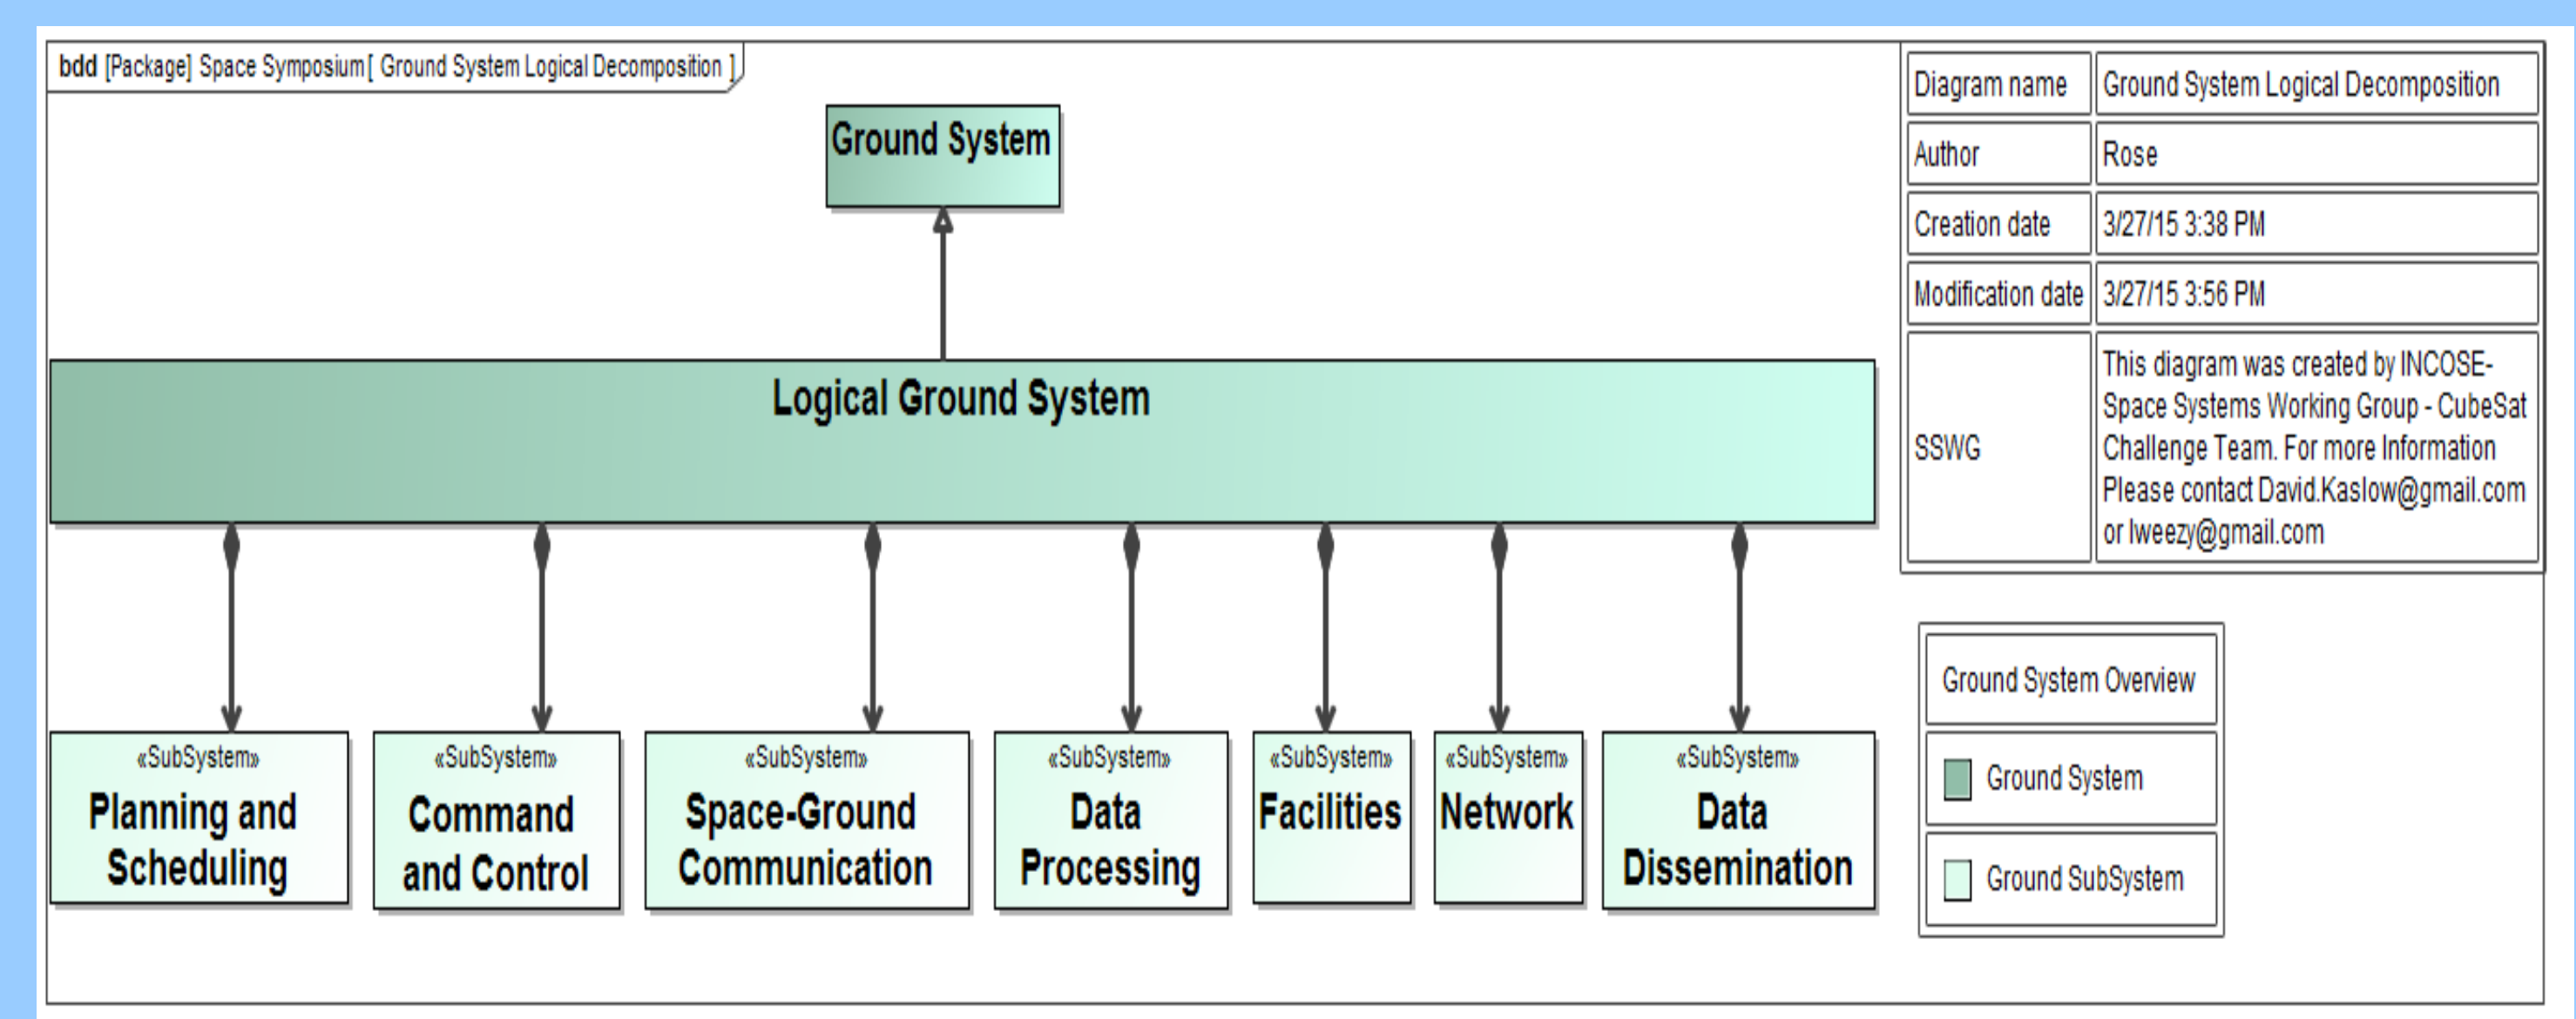 bdd [Package] Space Symposium [ Ground System Logical Decomposition ]
Ground System
Logical Ground System
«SubSystem»
Planning and
Scheduling
«SubSystem»
Command
and Control
«SubSystem»
Space-Ground
Communication
«SubSystem»
Data
Processing
«SubSystem»
Facilities
«SubSystem»
Network
«SubSystem»
Data
Dissemination
Diagram name Ground System Logical Decomposition
Author Rose
Creation date 3/27/15 3:38 PM
Modification date 3/27/15 3:56 PM
SSWG
This diagram was created by INCOSE-
Space Systems Working Group - CubeSat
Challenge Team. For more Information
Please contact David.Kaslow@gmail.com
or lweezy@gmail.com
Ground System Overview
Ground System
Ground SubSystem